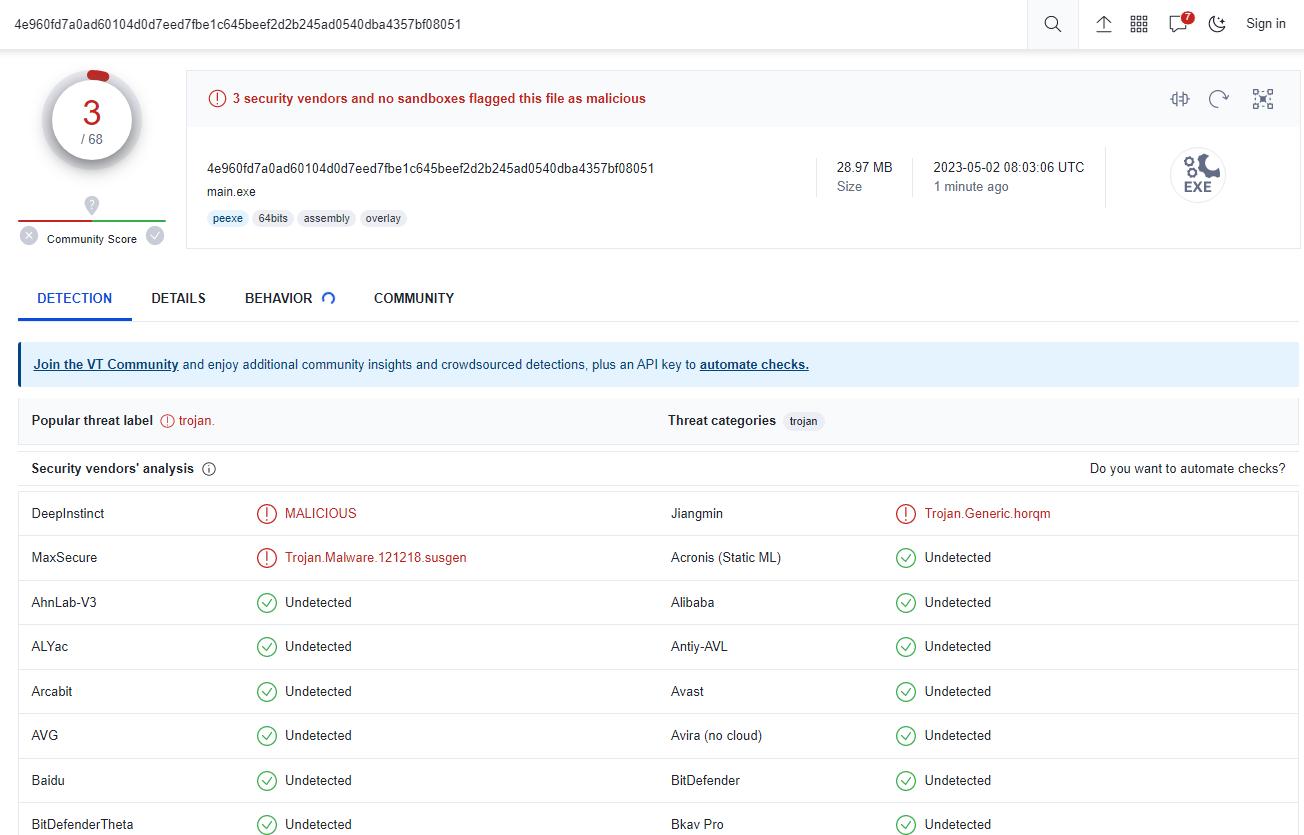 4e960fd7a0ad60104d0d7eed7fbe1c645beef2d2b245ad0540dba4357bf08051
7
Sign in
3
/ 68
?
Community Score
3 security vendors and no sandboxes flagged this file as malicious
4e960fd7a0ad60104d0d7eed7fbe1c645beef2d2b245ad0540dba4357bf08051
main.exe
peexe 64bits assembly overlay
28.97 MB
Size
2023-05-02 08:03:06 UTC
1 minute ago
EXE
DETECTION DETAILS BEHAVIOR COMMUNITY
Join the VT Community and enjoy additional community insights and crowdsourced detections, plus an API key to automate checks.
Popular threat label trojan. Threat categories trojan
Security vendors' analysis Do you want to automate checks?
DeepInstinct MALICIOUS Jiangmin Trojan.Generic.horqm
MaxSecure Trojan.Malware.121218.susgen Acronis (Static ML) Undetected
AhnLab-V3 Undetected Alibaba Undetected
ALYac Undetected Antiy-AVL Undetected
Arcabit Undetected Avast Undetected
AVG Undetected Avira (no cloud) Undetected
Baidu Undetected BitDefender Undetected
BitDefenderTheta Undetected Bkav Pro Undetected